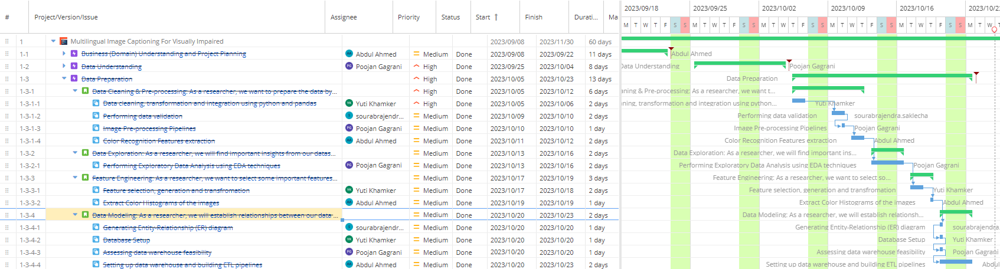 # Project/Version/Issue Assignee Priority Status Start Finish Durati... Ma 2023/09/18 2023/09/25 2023/10/02 2023/10/09 2023/10/16 2023/10/2
M T W T F S S M T W T F S S M T W T F S S M T W T F S S M T W T F S S M T W T
1 Multilingual Image Captioning For Visually Impaired 2023/09/08 2023/11/30 60 days
1-1 Business (Domain) Understanding and Project Planning AA Abdul Ahmed Medium Done 2023/09/08 2023/09/22 11 days Abdul Ahmed
1-2 Data Understanding PG Poojan Gagrani High Done 2023/09/25 2023/10/04 8 days Data Understanding Poojan Gagrani
1-3 Data Preparation High Done 2023/10/05 2023/10/23 13 days Data Preparation
1-3-1 Data Cleaning & Pre-processing: As a researcher, we want to prepare the data by... High Done 2023/10/05 2023/10/12 6 days aning & Pre-processing: As a researcher, we want t...
1-3-1-1 Data cleaning, transformation and integration using python and pandas YK Yuti Khamker High Done 2023/10/05 2023/10/06 2 days ning, transformation and integration using python... Yuti Khamker
1-3-1-2 Performing data validation S sourabrajendr... Medium Done 2023/10/09 2023/10/10 2 days Performing data validation sourabrajendra.saklecha
1-3-1-3 Image Pre-processing Pipelines PG Poojan Gagrani Medium Done 2023/10/10 2023/10/10 1 day Image Pre-processing Pipelines Poojan Gagrani
1-3-1-4 Color Recognition Features extraction AA Abdul Ahmed Medium Done 2023/10/11 2023/10/12 2 days Color Recognition Features extraction Abdul Ahmed
1-3-2 Data Exploration: As a researcher, we will find important insights from our datas... Medium Done 2023/10/13 2023/10/16 2 days Data Exploration: As a researcher, we will find important ins...
1-3-2-1 Performing Exploratory Data Analysis using EDA techniques PG Poojan Gagrani Medium Done 2023/10/13 2023/10/16 2 days Performing Exploratory Data Analysis using EDA techniques Poojan Gagrani
1-3-3 Feature Engineering: As a researcher, we want to select some important features... Medium Done 2023/10/17 2023/10/19 3 days Feature Engineering: As a researcher, we want to select so...
1-3-3-1 Feature selection, generation and transfromation YK Yuti Khamker Medium Done 2023/10/17 2023/10/18 2 days Feature selection, generation and transfromation Yuti Khamker
1-3-3-2 Extract Color Histograms of the images AA Abdul Ahmed Medium Done 2023/10/19 2023/10/19 1 day Extract Color Histograms of the images Abdul Ahmed
1-3-4 Data Modeling: As a researcher, we will establish relationships between our data ... Medium Done 2023/10/20 2023/10/23 2 days Data Modeling: As a researcher, we will establish relationsh...
1-3-4-1 Generating Entity-Relationship (ER) diagram S sourabrajendr... Medium Done 2023/10/20 2023/10/20 1 day Generating Entity-Relationship (ER) diagram sourabrajendra.
1-3-4-2 Database Setup YK Yuti Khamker Medium Done 2023/10/20 2023/10/20 1 day Database Setup Yuti Khamker
1-3-4-3 Assessing data warehouse feasibility PG Poojan Gagrani Medium Done 2023/10/20 2023/10/20 1 day Assessing data warehouse feasibility Poojan Gagrani
1-3-4-4 Setting up data warehouse and building ETL pipelines AA Abdul Ahmed Medium Done 2023/10/20 2023/10/23 2 days Setting up data warehouse and building ETL pipelines Abdul